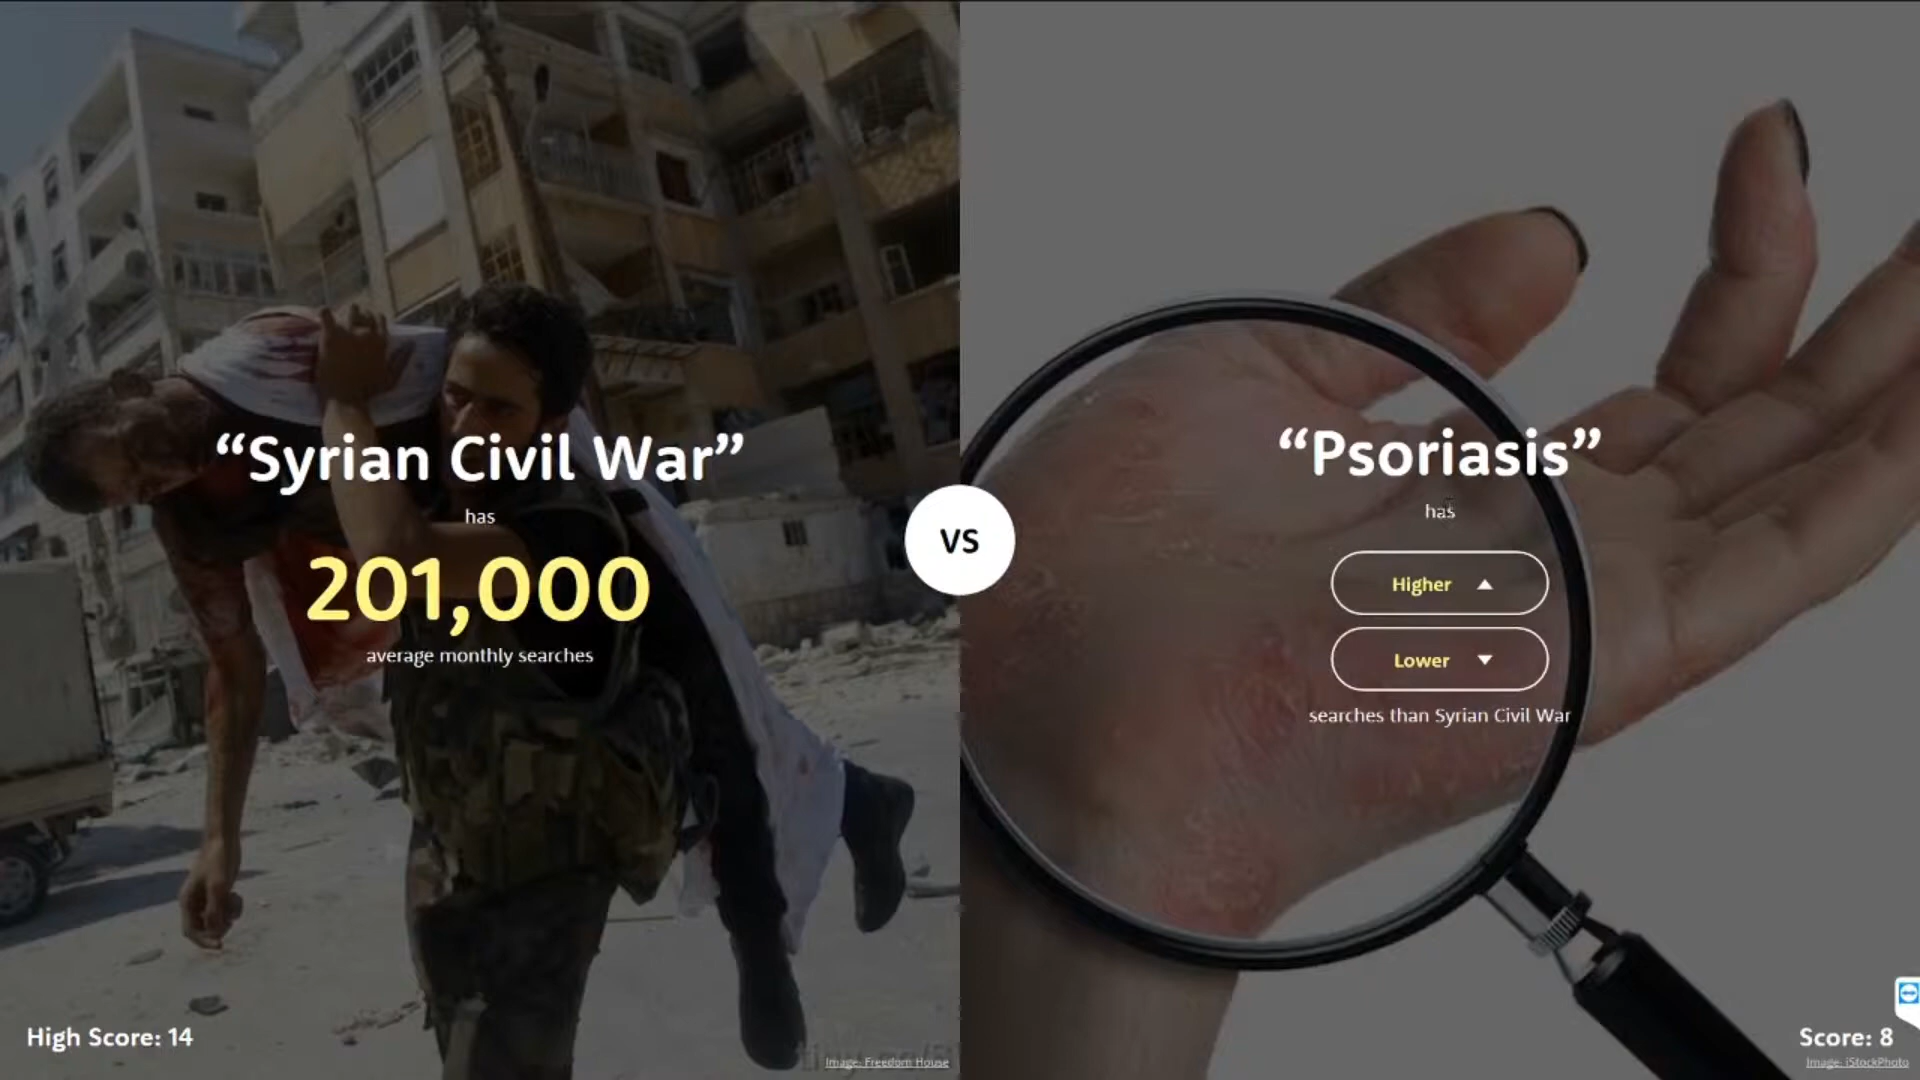 “Syrian Civil War”
has
201,000
average monthly searches
VS
“Psoriasis”
has
Higher
Lower
searches than Syrian Civil War
High Score: 14
Image: Freedom House
Score: 8
Image: iStockPhoto